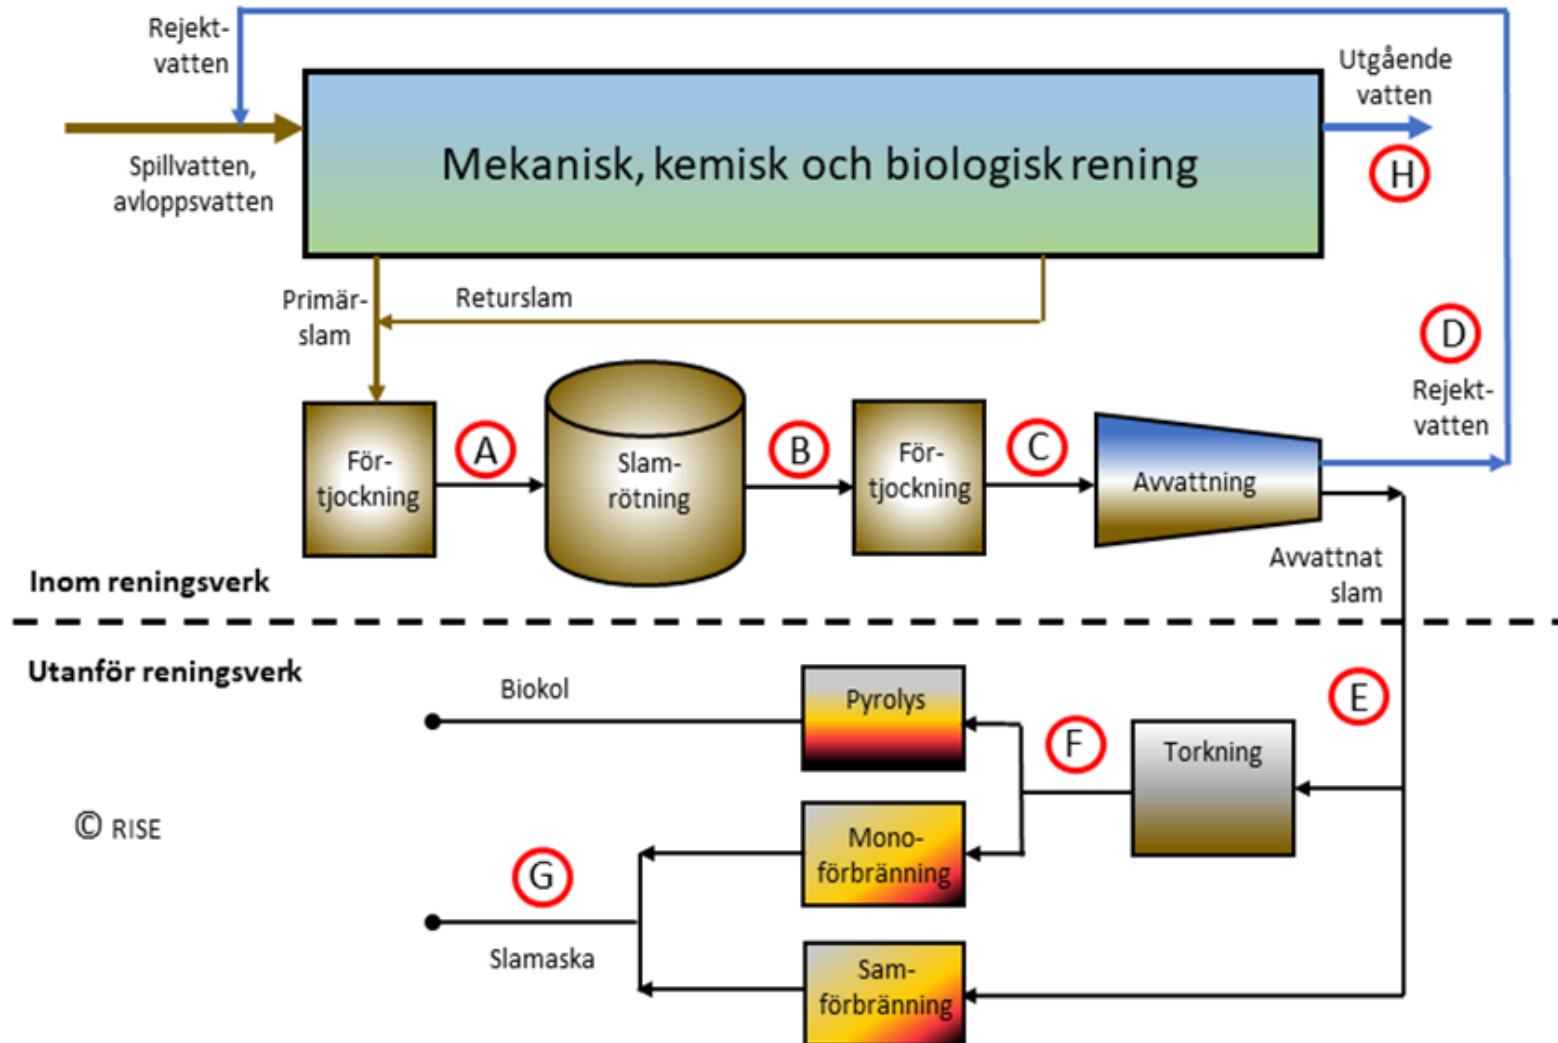 Rejekt-
vatten
Utgående
vatten
Mekanisk, kemisk och biologisk rening
H
Spillvatten,
avloppsvatten
Primär-
slam
Returslam
D
Rejekt-
vatten
För-
tjockning
A
Slam-
rötning
B
För-
tjockning
C
Avvattning
Avvattnat
slam
Inom reningsverk
Utanför reningsverk
Biokol
Pyrolys
F
Torkning
E
© RISE
Mono-
förbränning
G
Slamaska
Sam-
förbränning